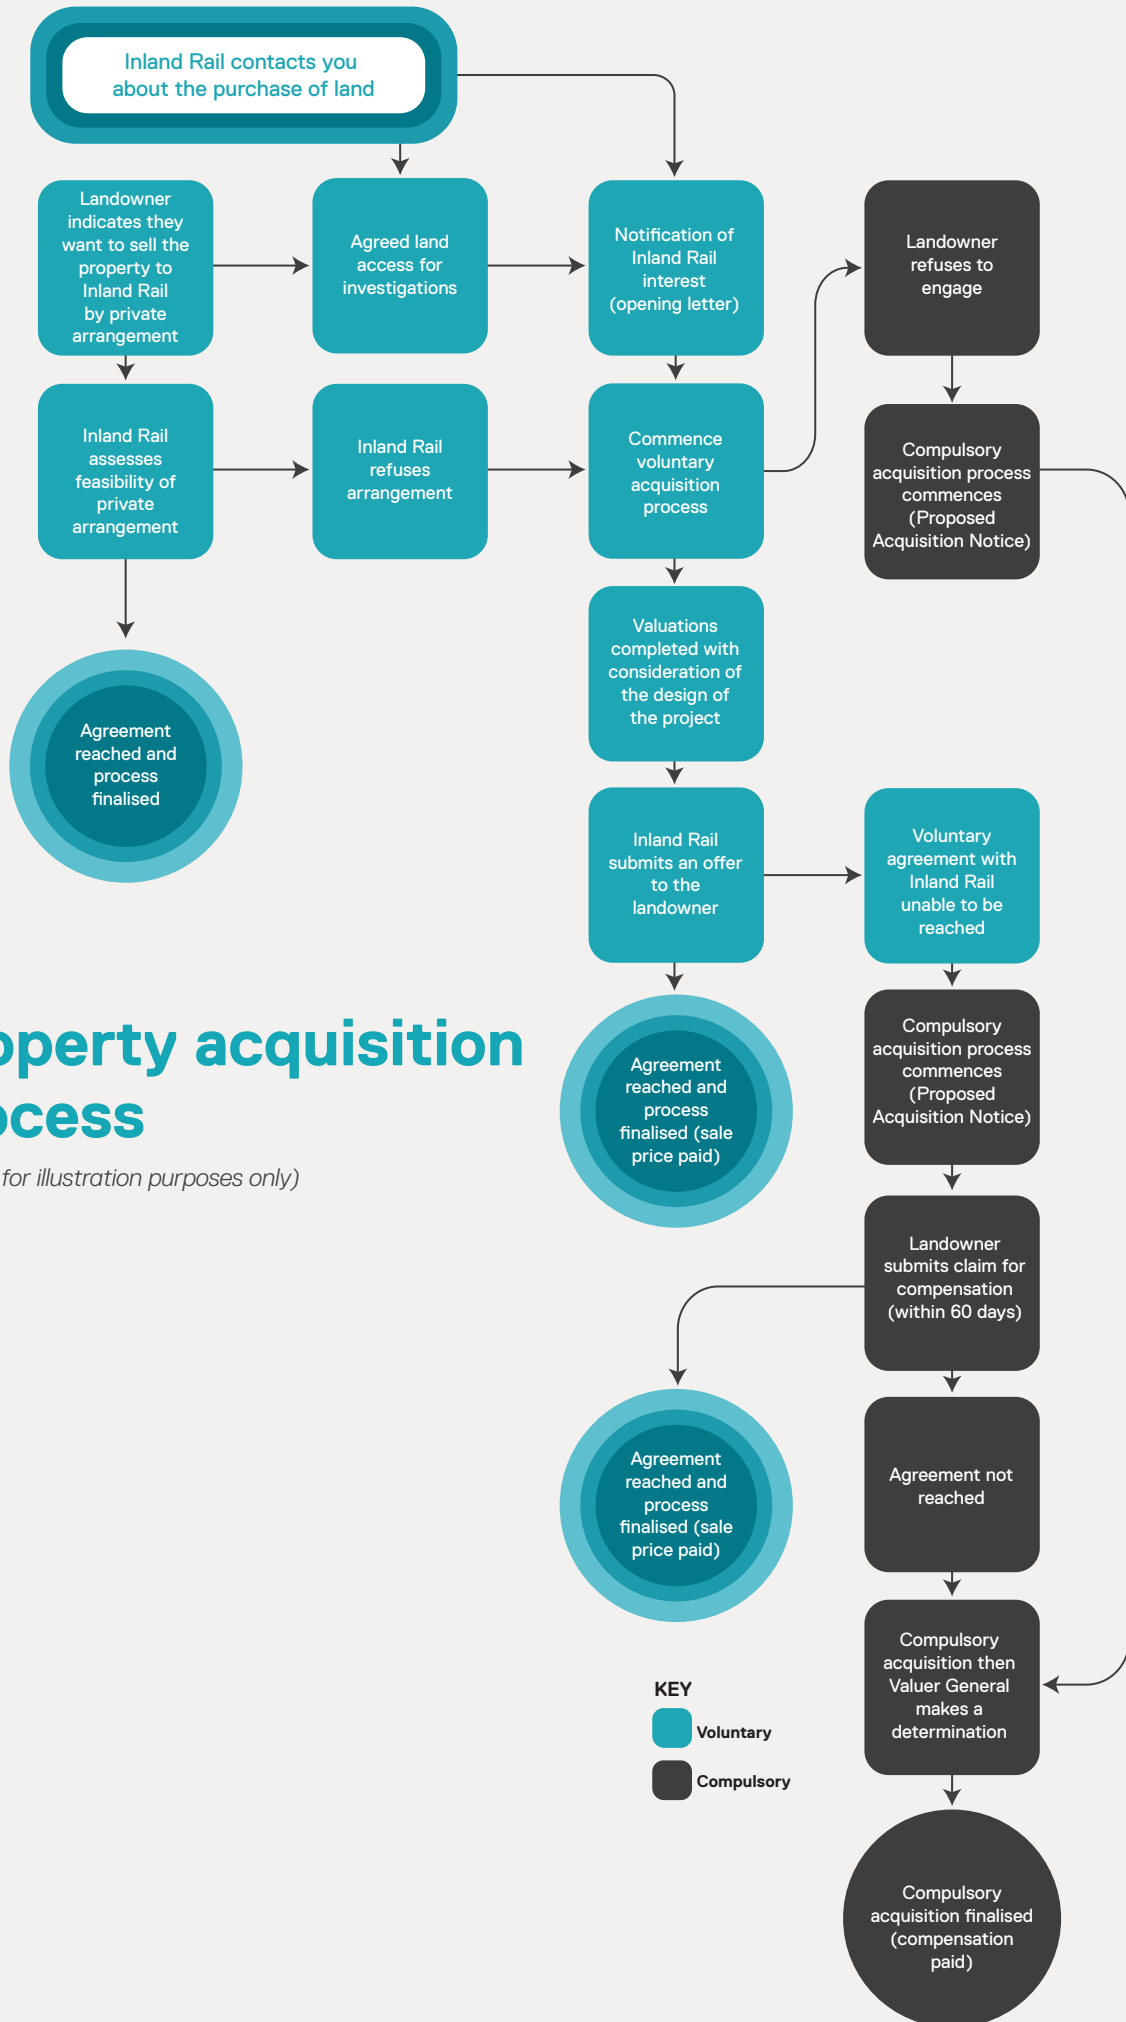 Inland Rail contacts you
about the purchase of land
Landowner
indicates they
want to sell the
property to
Inland Rail
by private
arrangement
Agreed land
access for
investigations
Notification of
Inland Rail
interest
(opening letter)
Landowner
refuses to
engage
Inland Rail
assesses
feasibility of
private
arrangement
Inland Rail
refuses
arrangement
Commence
voluntary
acquisition
process
Compulsory
acquisition process
commences
(Proposed
Acquisition Notice)
Valuations
completed with
consideration of
the design of
the project
Agreement
reached and
process
finalised
Inland Rail
submits an offer
to the
landowner
Voluntary
agreement with
Inland Rail
unable to be
reached
operty acquisition
ocess
for illustration purposes only)
Agreement
reached and
process
finalised (sale
price paid)
Compulsory
acquisition process
commences
(Proposed
Acquisition Notice)
Landowner
submits claim for
compensation
(within 60 days)
Agreement
reached and
process
finalised (sale
price paid)
Agreement not
reached
Compulsory
acquisition then
Valuer General
makes a
determination
KEY
Voluntary
Compulsory
Compulsory
acquisition finalised
(compensation
paid)